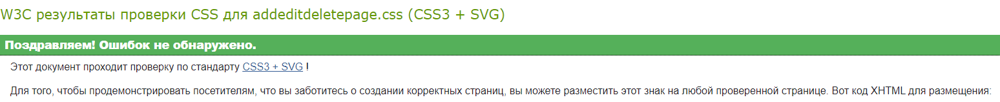 W3C результаты проверки CSS для addeditdeletepage.css (CSS3 + SVG)
Поздравляем! Ошибок не обнаружено.
Этот документ проходит проверку по стандарту CSS3 + SVG !
Для того, чтобы продемонстрировать посетителям, что вы заботитесь о создании корректных страниц, вы можете разместить этот знак на любой проверенной странице. Вот код XHTML для размещения: